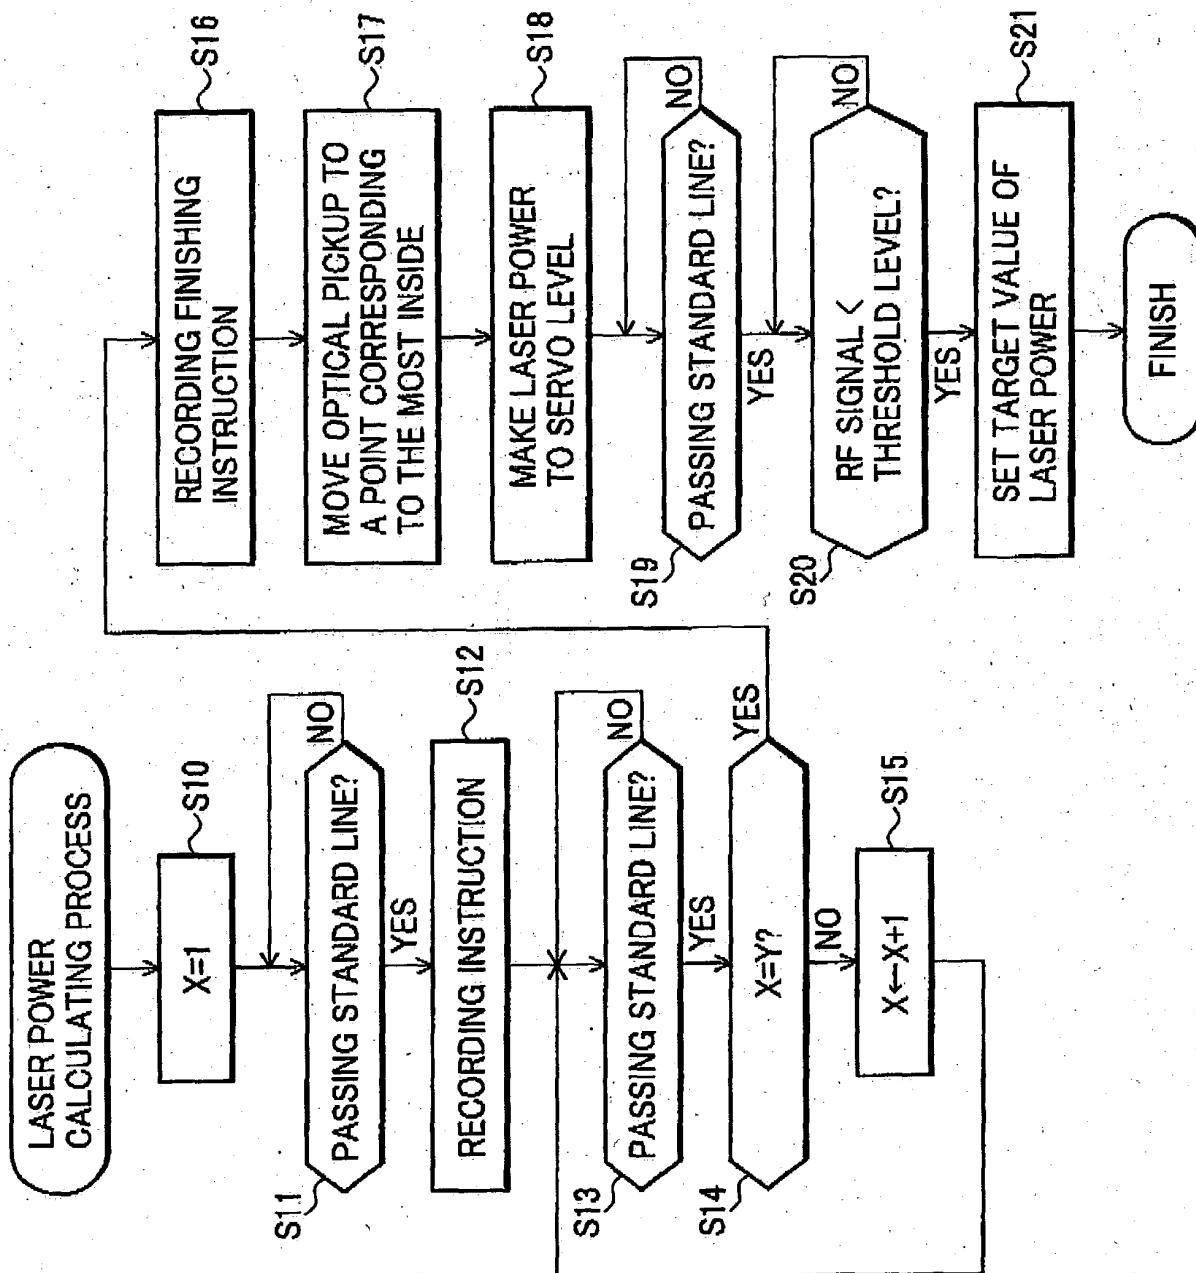 LASER POWER
CALCULATING PROCESS
X=1
S10
PASSING STANDARD LINE?
S11
NO
YES
RECORDING INSTRUCTION
S12
PASSING STANDARD LINE?
S13
NO
YES
X=Y?
S14
YES
NO
X←X+1
S15
RECORDING FINISHING
INSTRUCTION
S16
MOVE OPTICAL PICKUP TO
A POINT CORRESPONDING
TO THE MOST INSIDE
S17
MAKE LASER POWER
TO SERVO LEVEL
S18
PASSING STANDARD LINE?
S19
NO
YES
RF SIGNAL <
THRESHOLD LEVEL?
S20
NO
YES
SET TARGET VALUE OF
LASER POWER
S21
FINISH